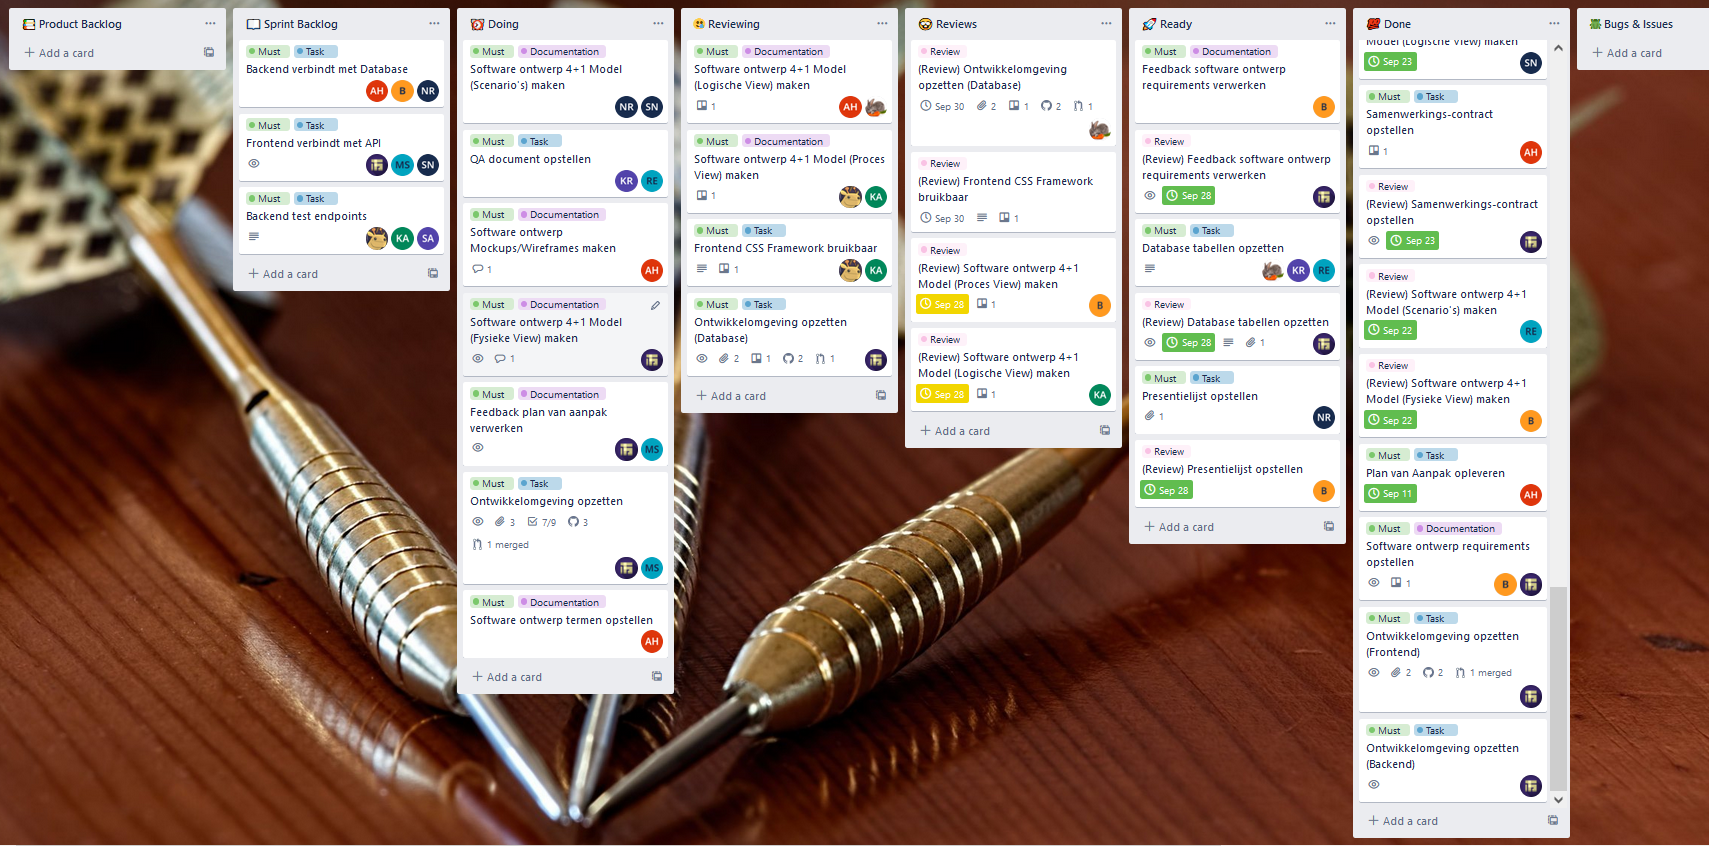 Product Backlog
Add a card
Sprint Backlog
Must Task
Backend verbindt met Database
AH B NR
Must Task
Frontend verbindt met API
MS SN
Must Task
Backend test endpoints
KA SA
Add a card
Doing
Must Documentation
Software ontwerp 4+1 Model
(Scenario's) maken
NR SN
Must Task
QA document opstellen
KR RE
Must Documentation
Software ontwerp
Mockups/Wireframes maken
1
AH
Must Documentation
Software ontwerp 4+1 Model
(Fysieke View) maken
1
Must Documentation
Feedback plan van aanpak
verwerken
MS
Must Task
Ontwikkelomgeving opzetten
3 7/9 3
1 merged
MS
Must Documentation
Software ontwerp termen opstellen
AH
Add a card
Reviewing
Must Documentation
Software ontwerp 4+1 Model
(Logische View) maken
1
AH
Must Documentation
Software ontwerp 4+1 Model (Proces
View) maken
1
KA
Must Task
Frontend CSS Framework bruikbaar
1
KA
Must Task
Ontwikkelomgeving opzetten
(Database)
2 1 2 1
Add a card
Reviews
Review
(Review) Ontwikkelomgeving
opzetten (Database)
Sep 30 2 1 2 1
Review
(Review) Frontend CSS Framework
bruikbaar
Sep 30 1
Review
(Review) Software ontwerp 4+1
Model (Proces View) maken
Sep 28 1
B
Review
(Review) Software ontwerp 4+1
Model (Logische View) maken
Sep 28 1
KA
Add a card
Ready
Must Documentation
Feedback software ontwerp
requirements verwerken
B
Review
(Review) Feedback software ontwerp
requirements verwerken
Sep 28
Must Task
Database tabellen opzetten
KR RE
Review
(Review) Database tabellen opzetten
Sep 28 1
Must Task
Presentielijst opstellen
1
NR
Review
(Review) Presentielijst opstellen
Sep 28
B
Add a card
Done
Model (Logische View) maken
Sep 23
SN
Must Task
Samenwerkings-contract
opstellen
1
AH
Review
(Review) Samenwerkings-contract
opstellen
Sep 23
Review
(Review) Software ontwerp 4+1
Model (Scenario's) maken
Sep 22
RE
Review
(Review) Software ontwerp 4+1
Model (Fysieke View) maken
Sep 22
B
Must Task
Plan van Aanpak opleveren
Sep 11
AH
Must Documentation
Software ontwerp requirements
opstellen
1
B
Must Task
Ontwikkelomgeving opzetten
(Frontend)
2 2 1 merged
Must Task
Ontwikkelomgeving opzetten
(Backend)
Add a card
Bugs & Issues
Add a card